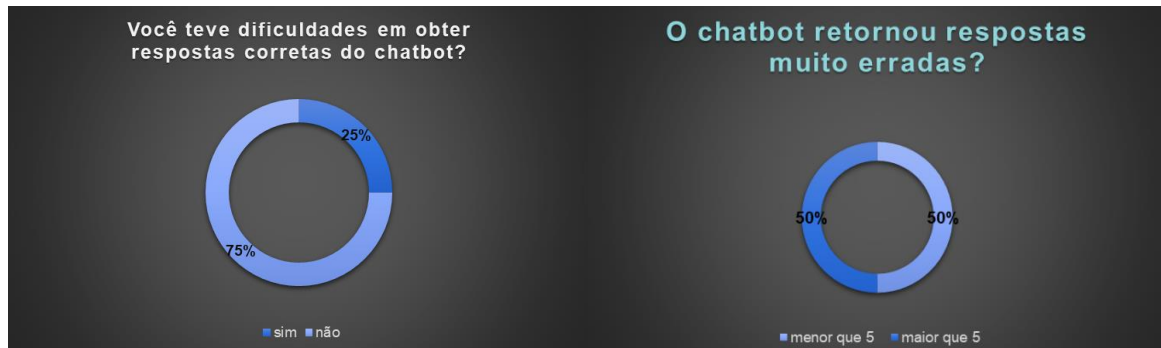 Você teve dificuldades em obter
respostas corretas do chatbot?
25%
75%
sim não
O chatbot retornou respostas
muito erradas?
50% 50%
menor que 5 maior que 5